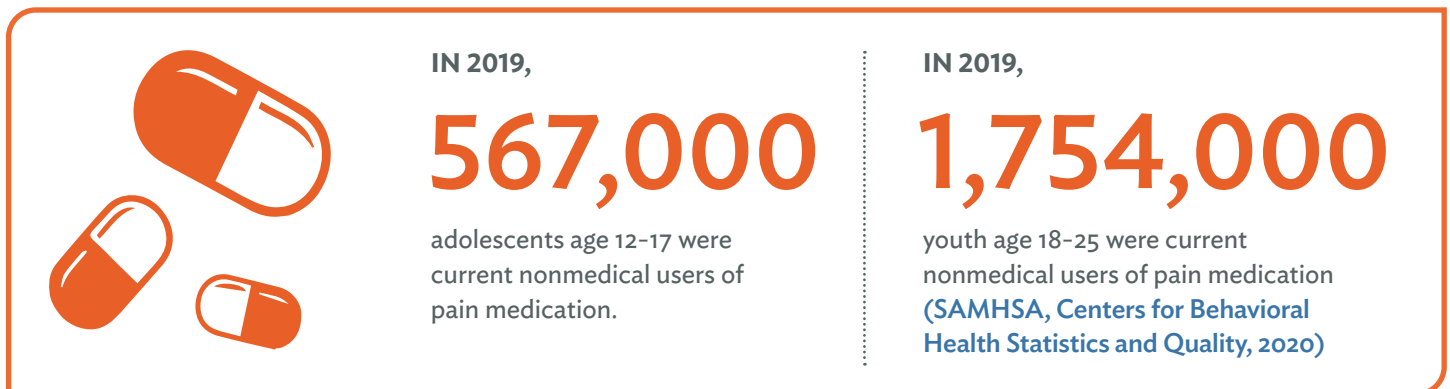 IN 2019,
567,000
adolescents age 12–17 were
current nonmedical users of
pain medication.
IN 2019,
1,754,000
youth age 18–25 were current
nonmedical users of pain medication
(SAMHSA, Centers for Behavioral
Health Statistics and Quality, 2020)